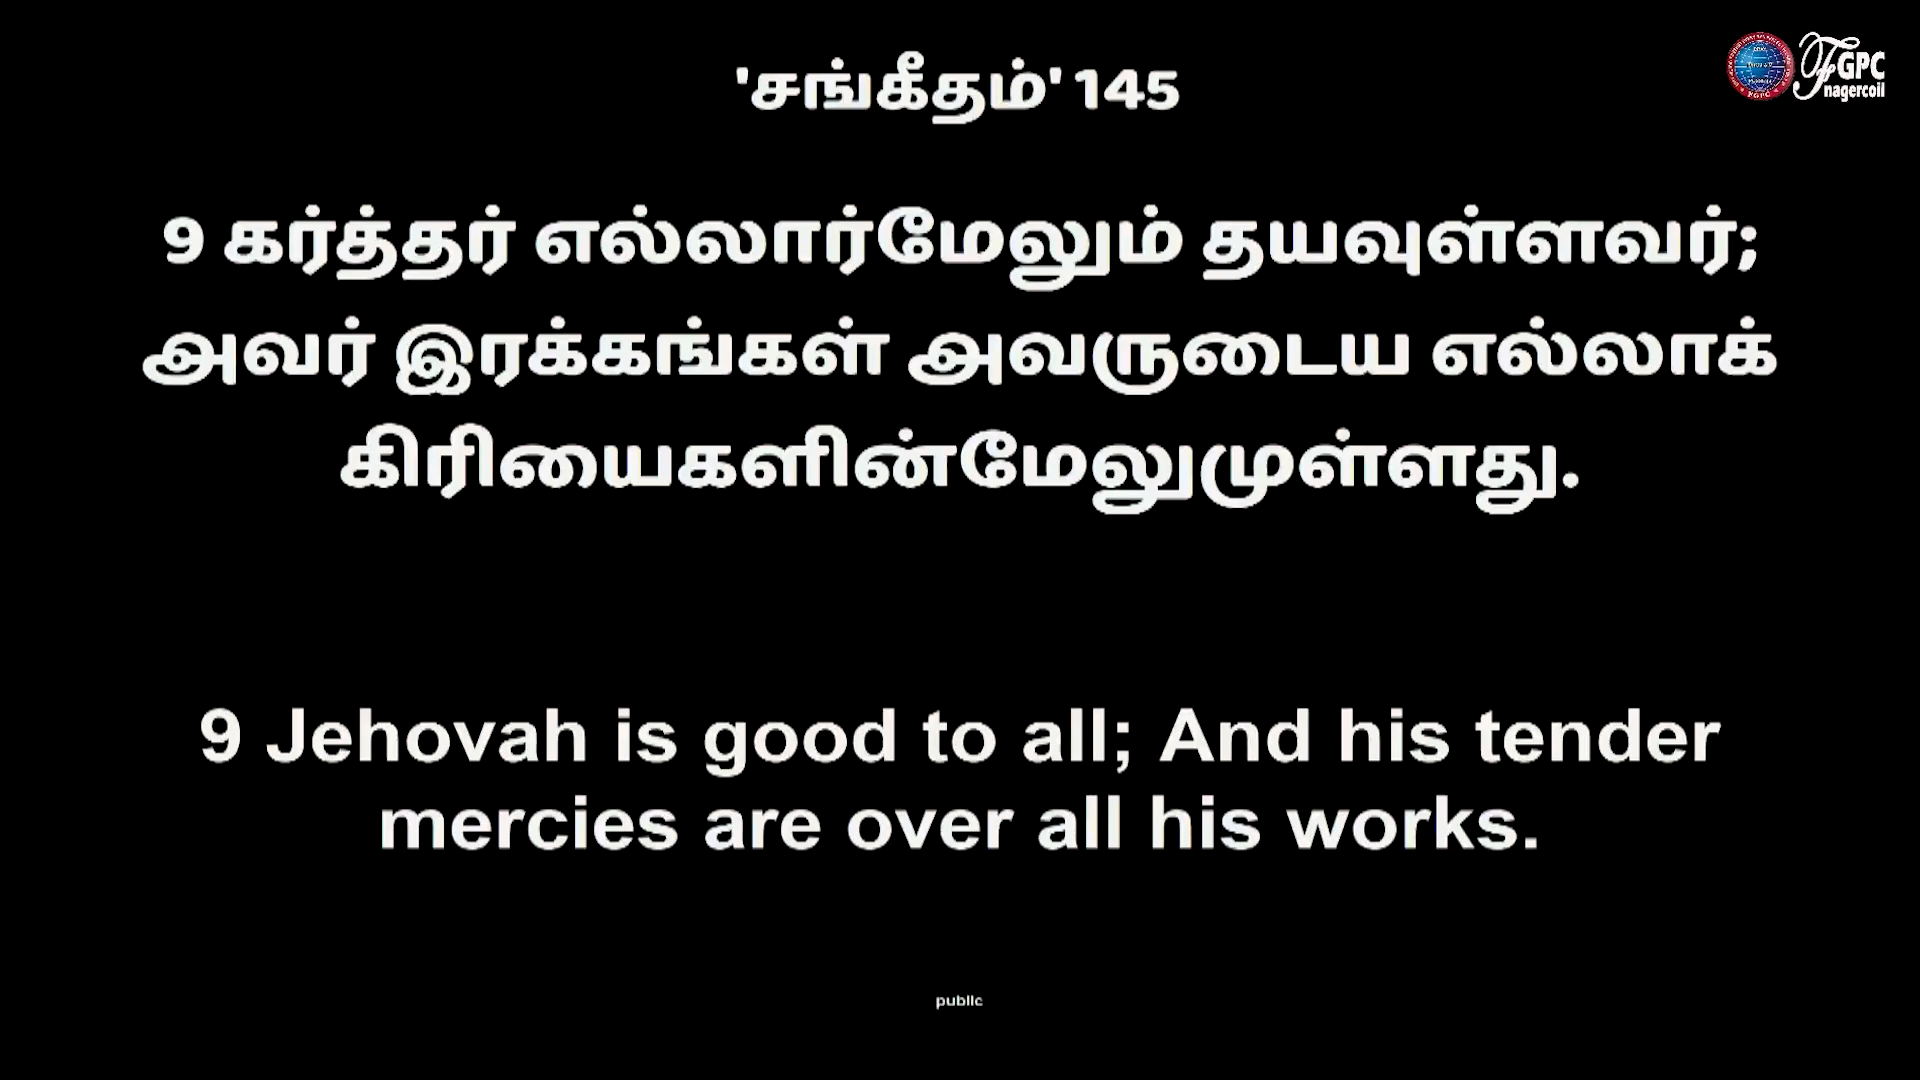 'சங்கீதம்' 145
FGPC
nagercoil
9 கர்த்தர் எல்லார்மேலும் தயவுள்ளவர்;
அவர் இரக்கங்கள் அவருடைய எல்லாக்
கிரியைகளின்மேலுமுள்ளது.
9 Jehovah is good to all; And his tender
mercies are over all his works.
public